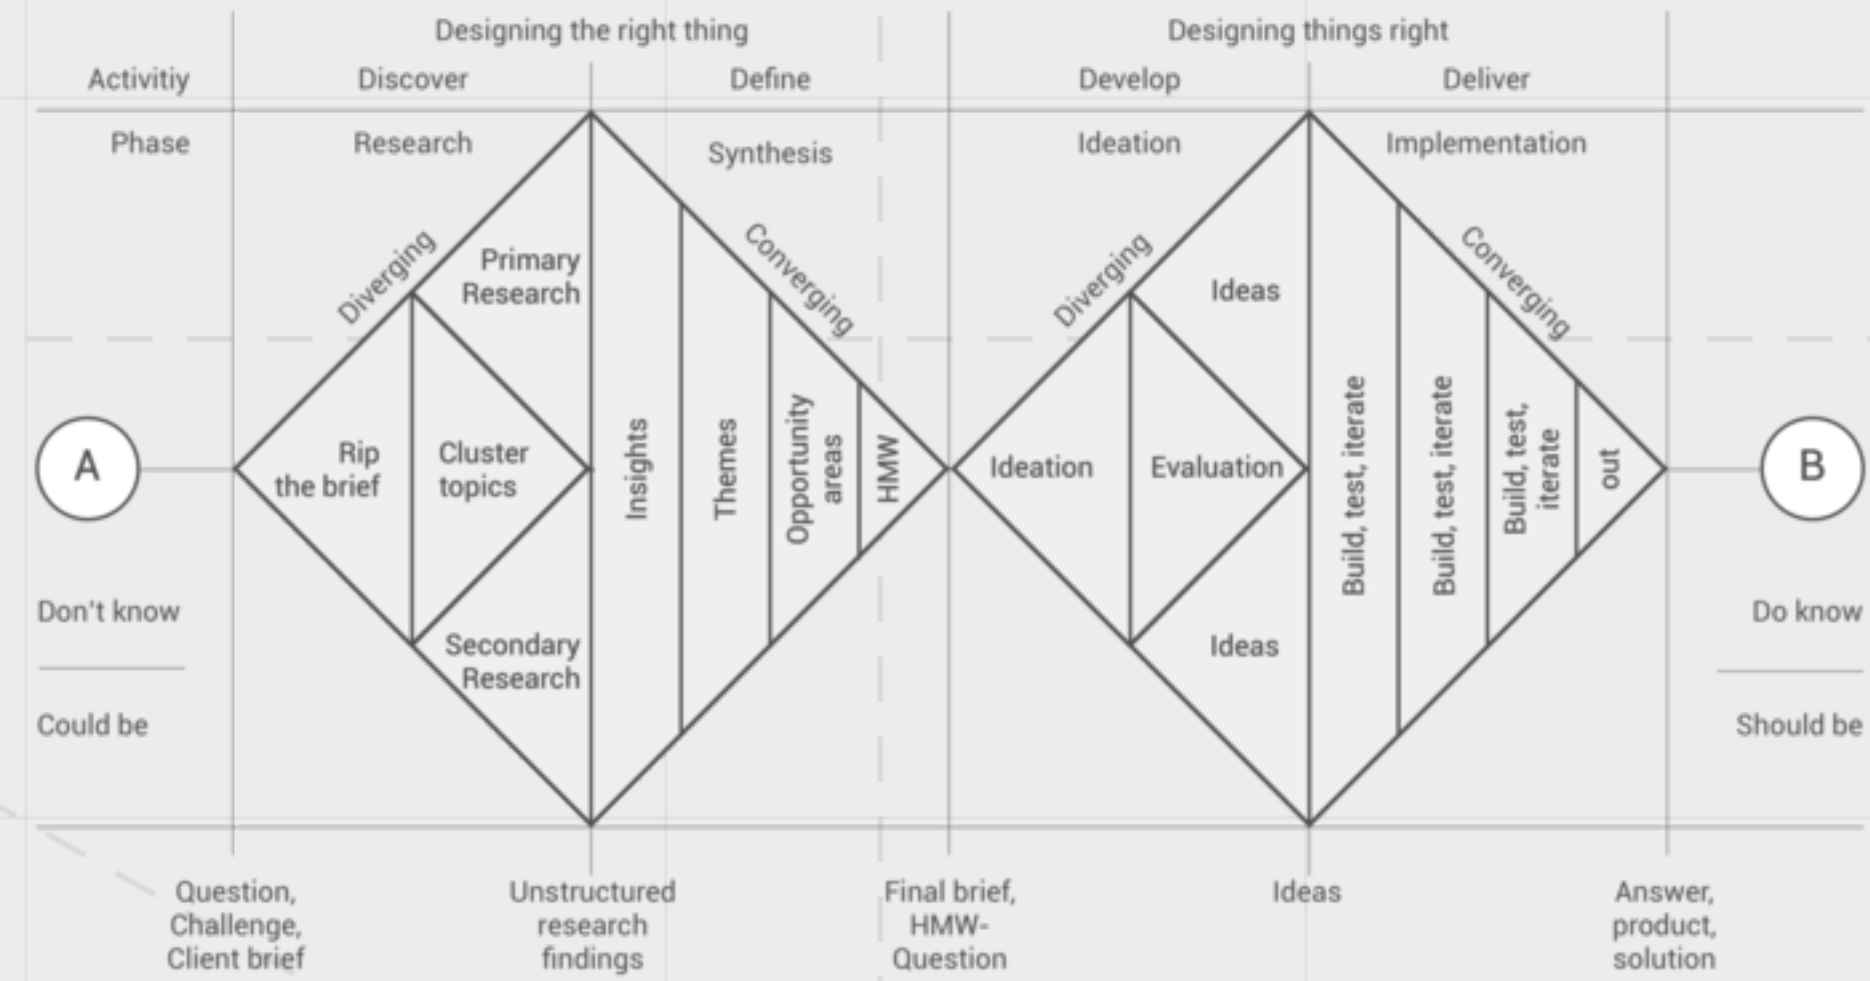 Designing the right thing
Designing things right
Activitiy
Discover
Define
Develop
Deliver
Phase
Research
Synthesis
Ideation
Implementation
Diverging
Converging
Diverging
Converging
Primary
Research
Ideas
A
Rip
the brief
Cluster
topics
Insights
Themes
Opportunity
areas
HMW
Ideation
Evaluation
Build, test, iterate
Build, test, iterate
Build, test,
iterate
out
B
Don't know
Could be
Secondary
Research
Ideas
Do know
Should be
Question,
Challenge,
Client brief
Unstructured
research
findings
Final brief,
HMW-
Question
Ideas
Answer,
product,
solution